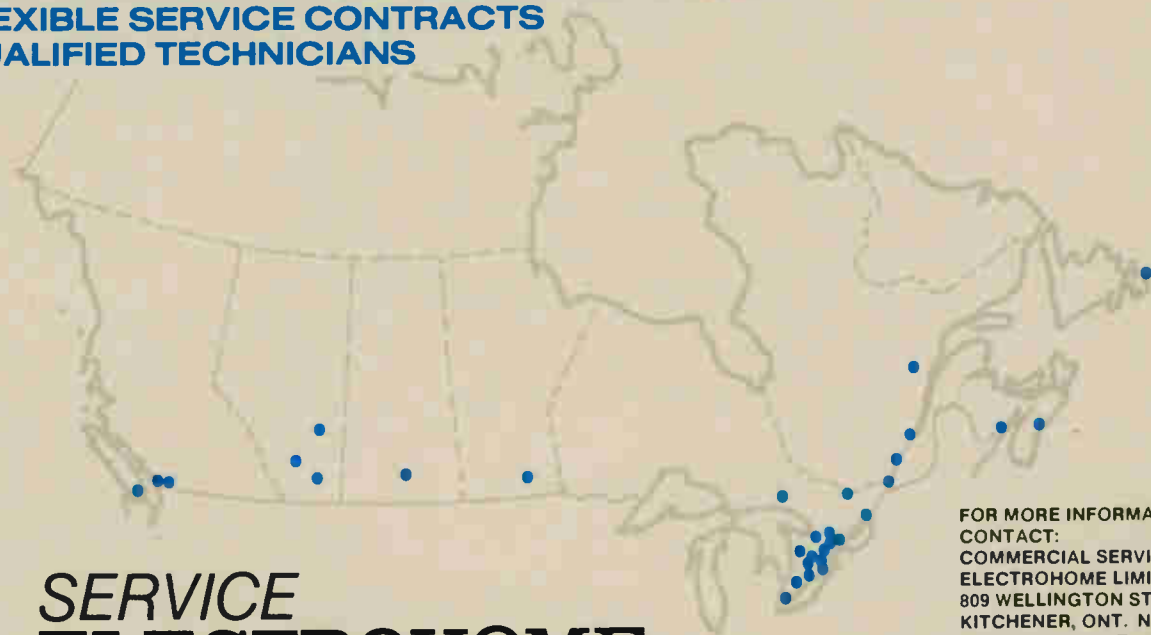 EXIBLE SERVICE CONTRACTS
ALIFIED TECHNICIANS
FOR MORE INFORMA
CONTACT:
COMMERCIAL SERVI
ELECTROHOME LIMI
809 WELLINGTON ST
KITCHENER, ONT. N
SERVICE
ELECTROHOME